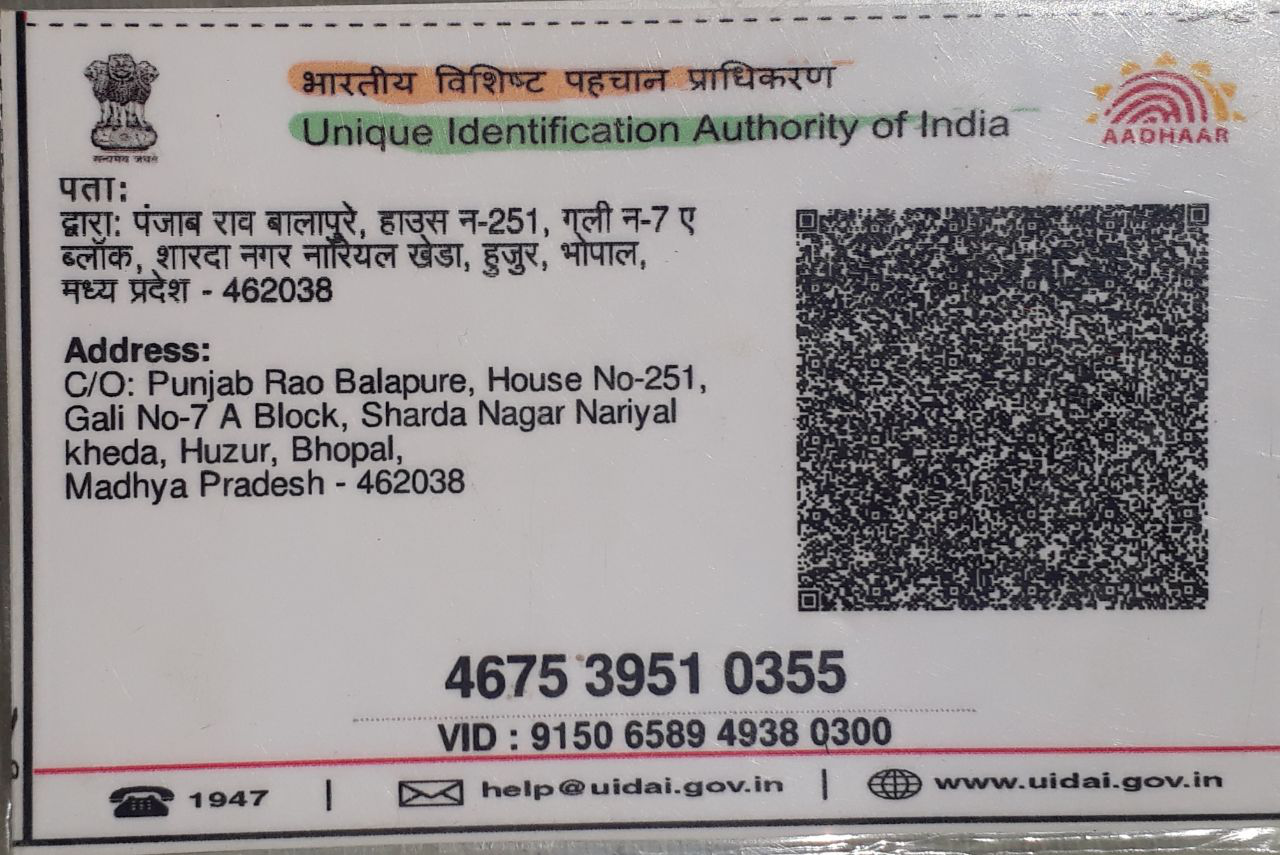 भारतीय विशिष्ट पहचान प्राधिकरण
Unique Identification Authority of India
AADHAAR
सत्यमेव जयते
पता:
द्वारा: पंजाब राव बालापुरे, हाउस न-251, गली न-7 ए
ब्लॉक, शारदा नगर नारियल खेडा, हुजुर, भोपाल,
मध्य प्रदेश - 462038
Address:
C/O: Punjab Rao Balapure, House No-251,
Gali No-7 A Block, Sharda Nagar Nariyal
kheda, Huzur, Bhopal,
Madhya Pradesh - 462038
4675 3951 0355
VID : 9150 6589 4938 0300
1947 | help@uidai.gov.in | www.uidai.gov.in